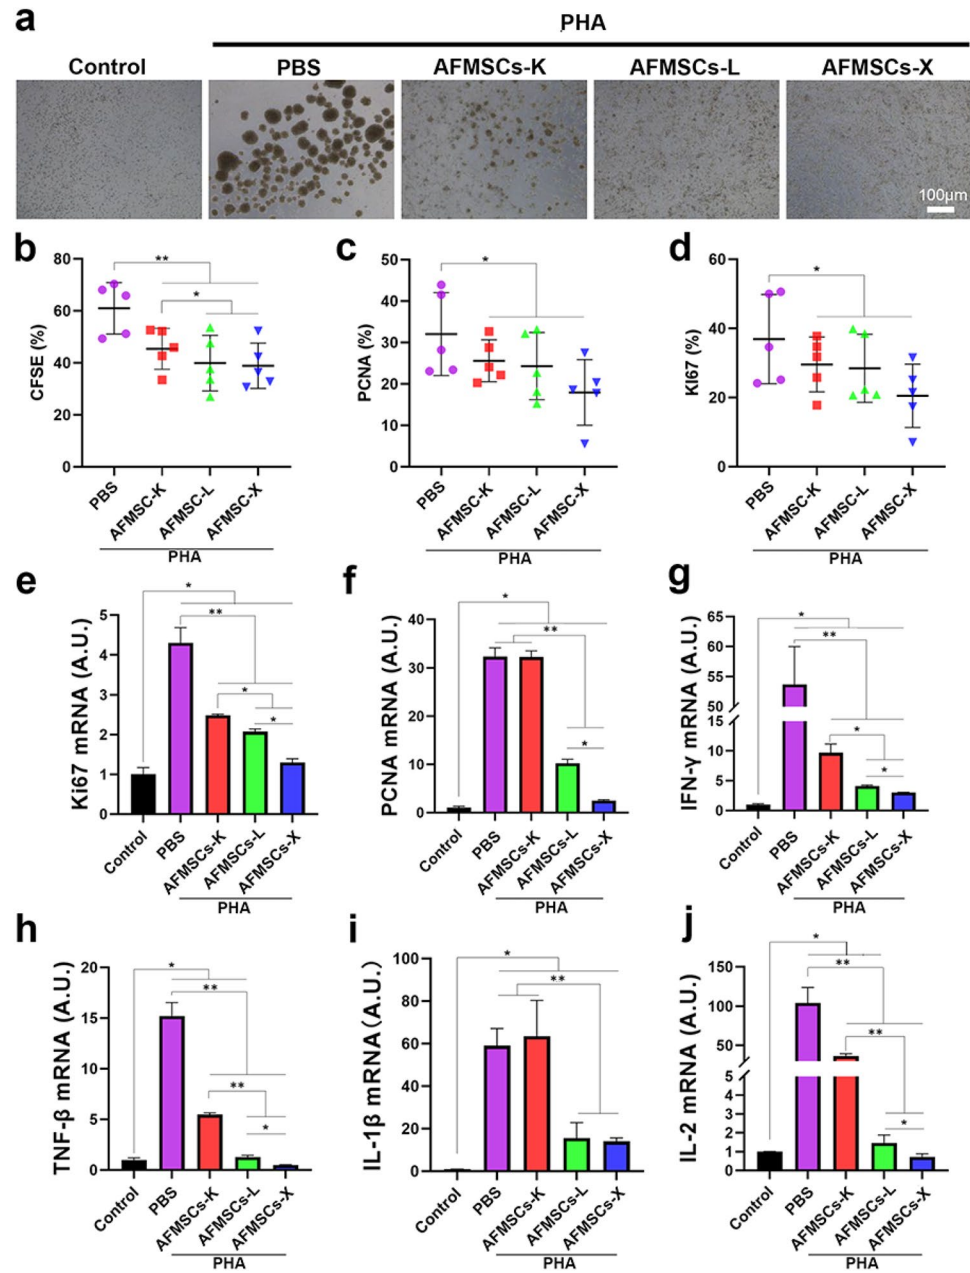 a
PHA
Control PBS AFMSCs-K AFMSCs-L AFMSCs-X
100μm
b
80
60
40
20
0
CFSE (%)
**
*
PBS
AFMSC-K
AFMSC-L
AFMSC-X
PHA
c
50
40
30
20
10
0
PCNA (%)
*
PBS
AFMSC-K
AFMSC-L
AFMSC-X
PHA
d
60
40
20
0
KI67 (%)
*
PBS
AFMSC-K
AFMSC-L
AFMSC-X
PHA
e
5
4
3
2
1
0
Ki67 mRNA (A.U.)
*
**
*
*
Control
PBS
AFMSCs-K
AFMSCs-L
AFMSCs-X
PHA
f
40
30
20
10
0
PCNA mRNA (A.U.)
*
**
*
Control
PBS
AFMSCs-K
AFMSCs-L
AFMSCs-X
PHA
g
65
60
55
50
15
10
5
0
IFN-γ mRNA (A.U.)
*
**
*
*
Control
PBS
AFMSCs-K
AFMSCs-L
AFMSCs-X
PHA
h
20
15
10
5
0
TNF-β mRNA (A.U.)
*
**
**
*
Control
PBS
AFMSCs-K
AFMSCs-L
AFMSCs-X
PHA
i
100
80
60
40
20
0
IL-1β mRNA（A.U.)
*
**
Control
PBS
AFMSCs-K
AFMSCs-L
AFMSCs-X
PHA
j
150
100
50
5
4
3
2
1
0
IL-2 mRNA (A.U.)
*
**
**
*
Control
PBS
AFMSCs-K
AFMSCs-L
AFMSCs-X
PHA